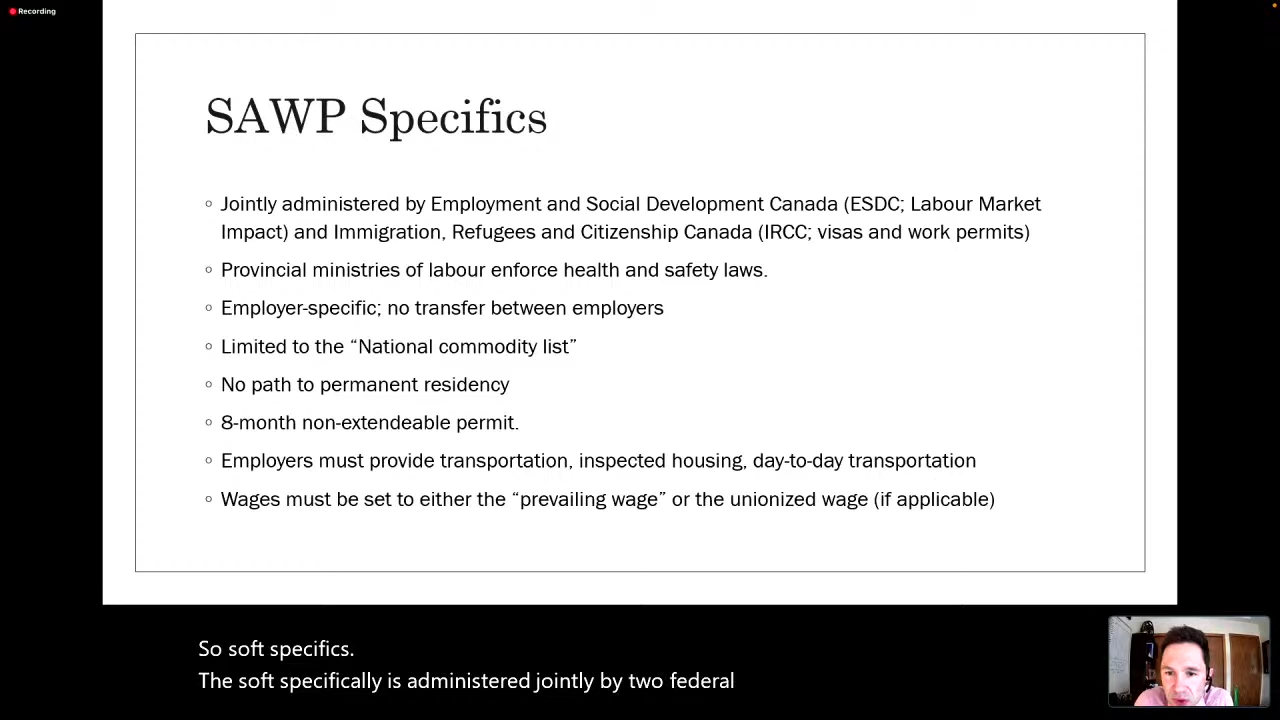 Recording
SAWP Specifics
◦ Jointly administered by Employment and Social Development Canada (ESDC; Labour Market
Impact) and Immigration, Refugees and Citizenship Canada (IRCC; visas and work permits)
◦ Provincial ministries of labour enforce health and safety laws.
◦ Employer-specific; no transfer between employers
◦ Limited to the “National commodity list”
◦ No path to permanent residency
◦ 8-month non-extendeable permit.
◦ Employers must provide transportation, inspected housing, day-to-day transportation
◦ Wages must be set to either the “prevailing wage” or the unionized wage (if applicable)
So soft specifics.
The soft specifically is administered jointly by two federal